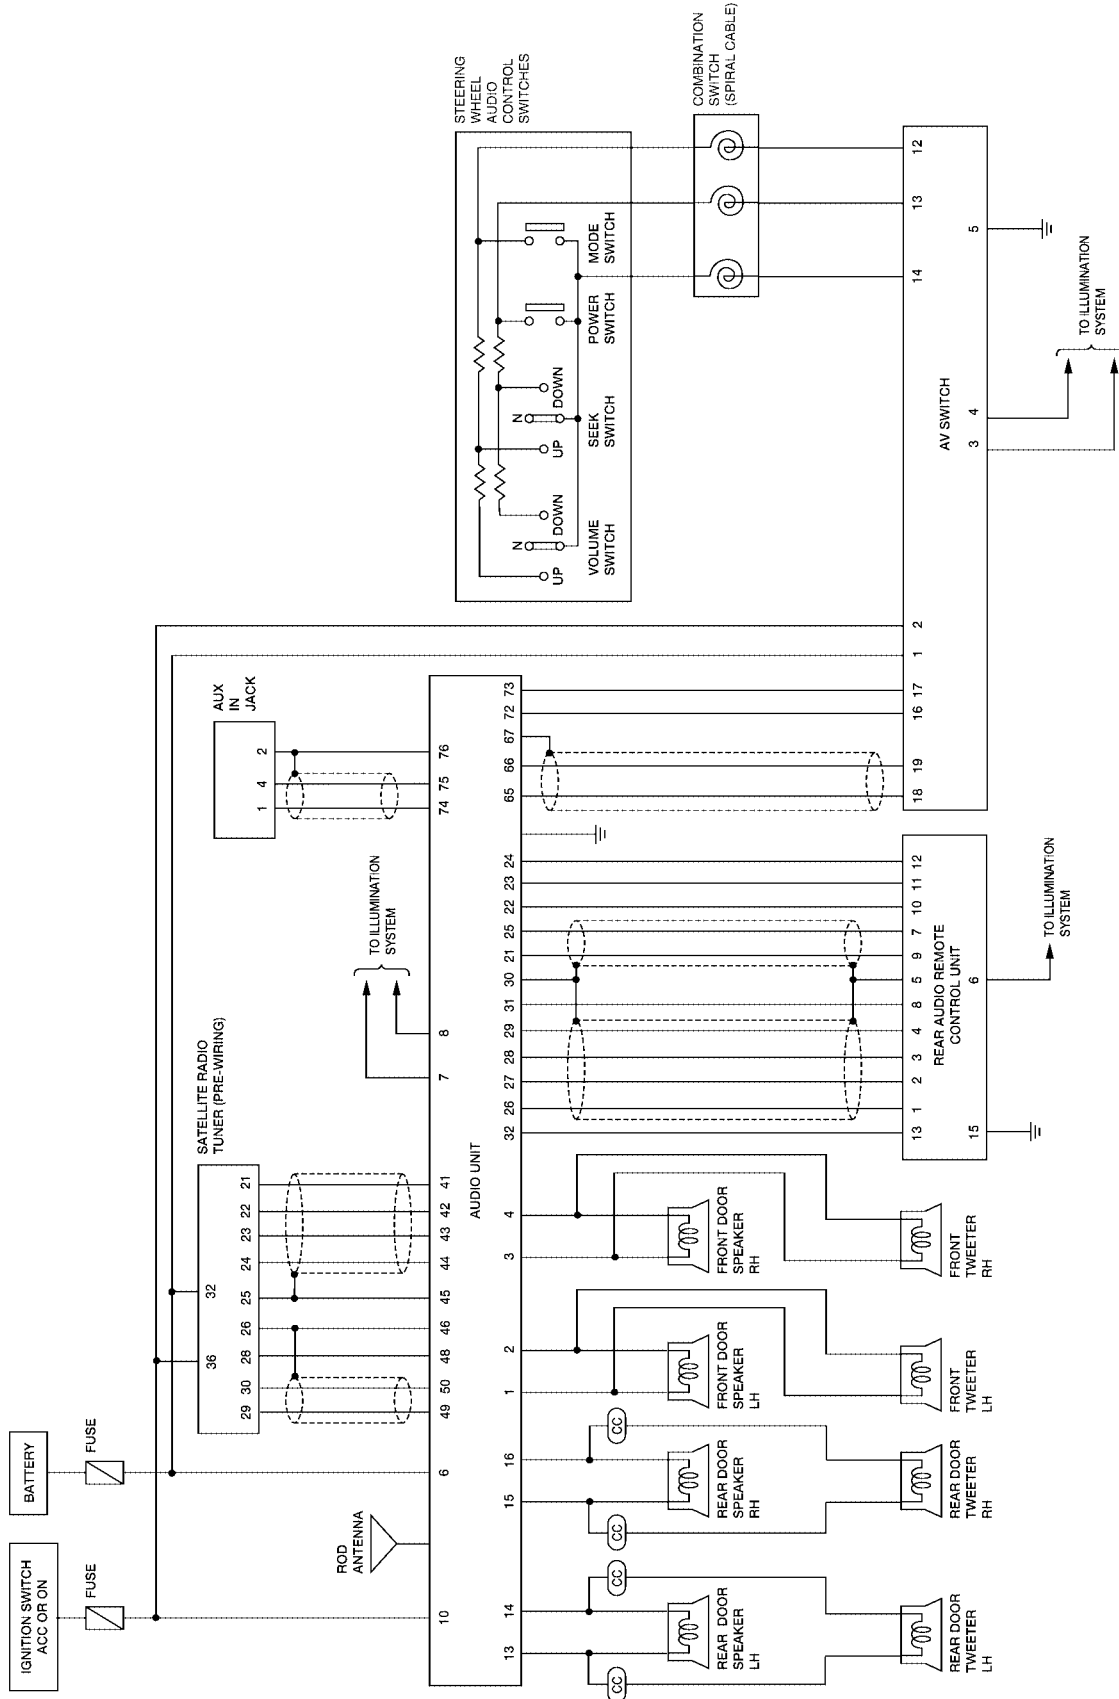 IGNITION SWITCH
ACC OR ON
FUSE
BATTERY
FUSE
ROD
ANTENNA
SATELLITE RADIO
TUNER (PRE-WIRING)
36
32
29
30
28
26
25
24
23
22
21
TO ILLUMINATION
SYSTEM
AUX
IN
JACK
1
4
2
10
6
49
50
48
46
45
44
43
42
41
7
8
74
75
76
AUDIO UNIT
13
14
15
16
1
2
3
4
32
26
27
28
29
31
30
21
25
22
23
24
65
66
67
72
73
CC
CC
CC
CC
REAR DOOR
SPEAKER
LH
REAR DOOR
SPEAKER
RH
FRONT DOOR
SPEAKER
LH
FRONT DOOR
SPEAKER
RH
REAR DOOR
TWEETER
LH
REAR DOOR
TWEETER
RH
FRONT
TWEETER
LH
FRONT
TWEETER
RH
13
1
2
3
4
8
5
9
7
10
11
12
REAR AUDIO REMOTE
CONTROL UNIT
15
6
TO ILLUMINATION
SYSTEM
STEERING
WHEEL
AUDIO
CONTROL
SWITCHES
UP
N
DOWN
UP
N
DOWN
VOLUME
SWITCH
SEEK
SWITCH
POWER
SWITCH
MODE
SWITCH
COMBINATION
SWITCH
(SPIRAL CABLE)
18
19
16
17
1
2
14
13
12
AV SWITCH
3
4
5
TO ILLUMINATION
SYSTEM